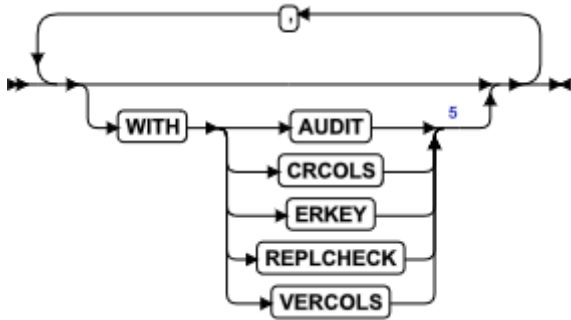 ,
5
WITH AUDIT
CRCOLS
ERKEY
REPLCHECK
VERCOLS